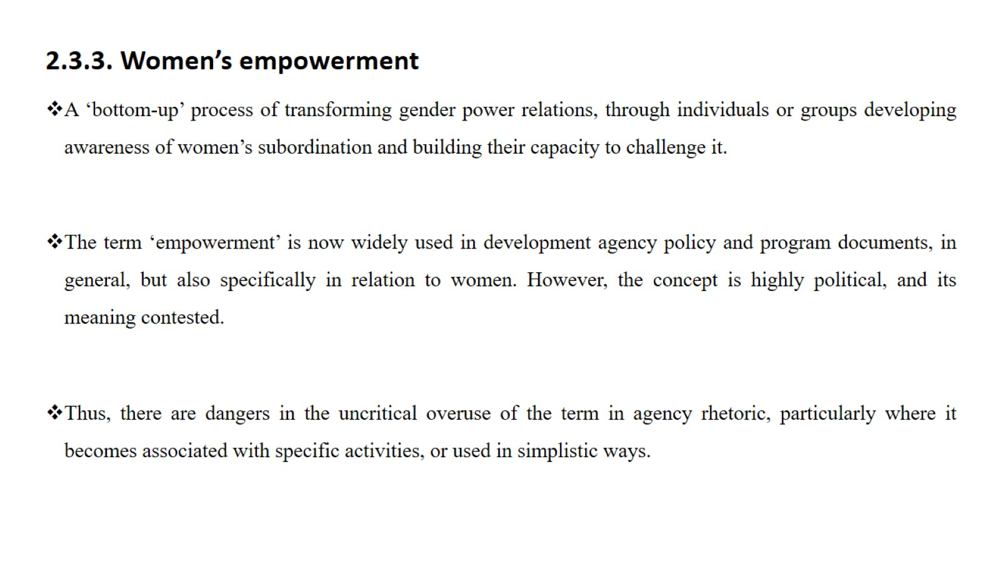 2.3.3. Women’s empowerment
❖A ‘bottom-up’ process of transforming gender power relations, through individuals or groups developing
awareness of women’s subordination and building their capacity to challenge it.
❖The term ‘empowerment’ is now widely used in development agency policy and program documents, in
general, but also specifically in relation to women. However, the concept is highly political, and its
meaning contested.
❖Thus, there are dangers in the uncritical overuse of the term in agency rhetoric, particularly where it
becomes associated with specific activities, or used in simplistic ways.